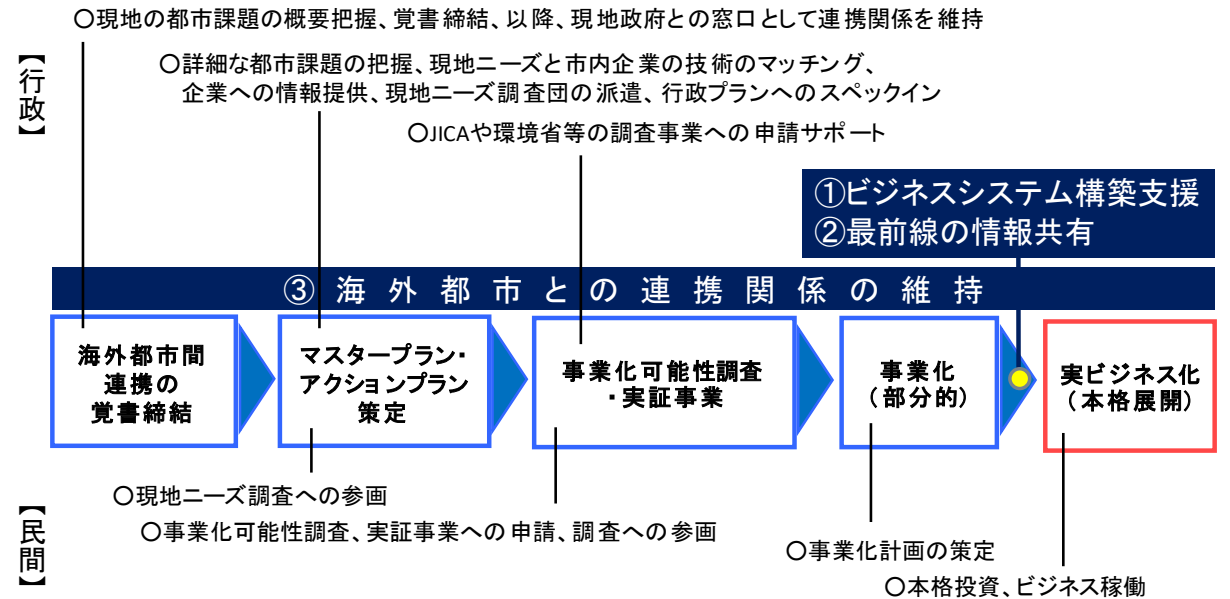 ○現地の都市課題の概要把握、覚書締結、以降、現地政府との窓口として連携関係を維持
【行政】
○詳細な都市課題の把握、現地ニーズと市内企業の技術のマッチング、
企業への情報提供、現地ニーズ調査団の派遣、行政プランへのスペックイン
○JICAや環境省等の調査事業への申請サポート
①ビジネスシステム構築支援
②最前線の情報共有
③海外都市との連携関係の維持
海外都市間
連携の
覚書締結
マスタープラン・
アクションプラン
策定
事業化可能性調査
・実証事業
事業化
（部分的）
実ビジネス化
（本格展開）
【民間】
○現地ニーズ調査への参画
○事業化可能性調査、実証事業への申請、調査への参画
○事業化計画の策定
○本格投資、ビジネス稼働